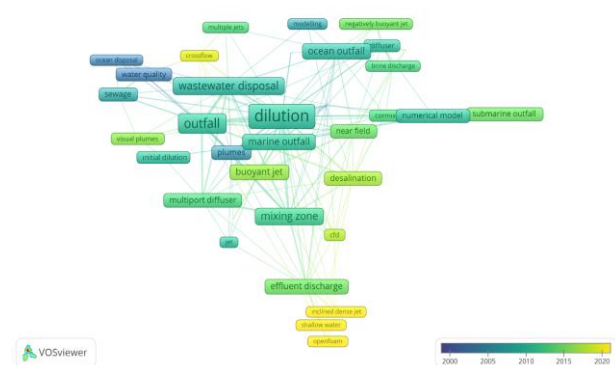 multiple jets
modelling
negatively buoyant jet
crossflow
ocean outfall
diffuser
ocean disposal
brine discharge
water quality
wastewater disposal
sewage
dilution
cormix
numerical model
submarine outfall
outfall
near field
visual plumes
marine outfall
plumes
initial dilution
buoyant jet
desalination
multiport diffuser
mixing zone
cfd
jet
effluent discharge
inclined dense jet
shallow water
openfoam
VOSviewer
2000 2005 2010 2015 2020